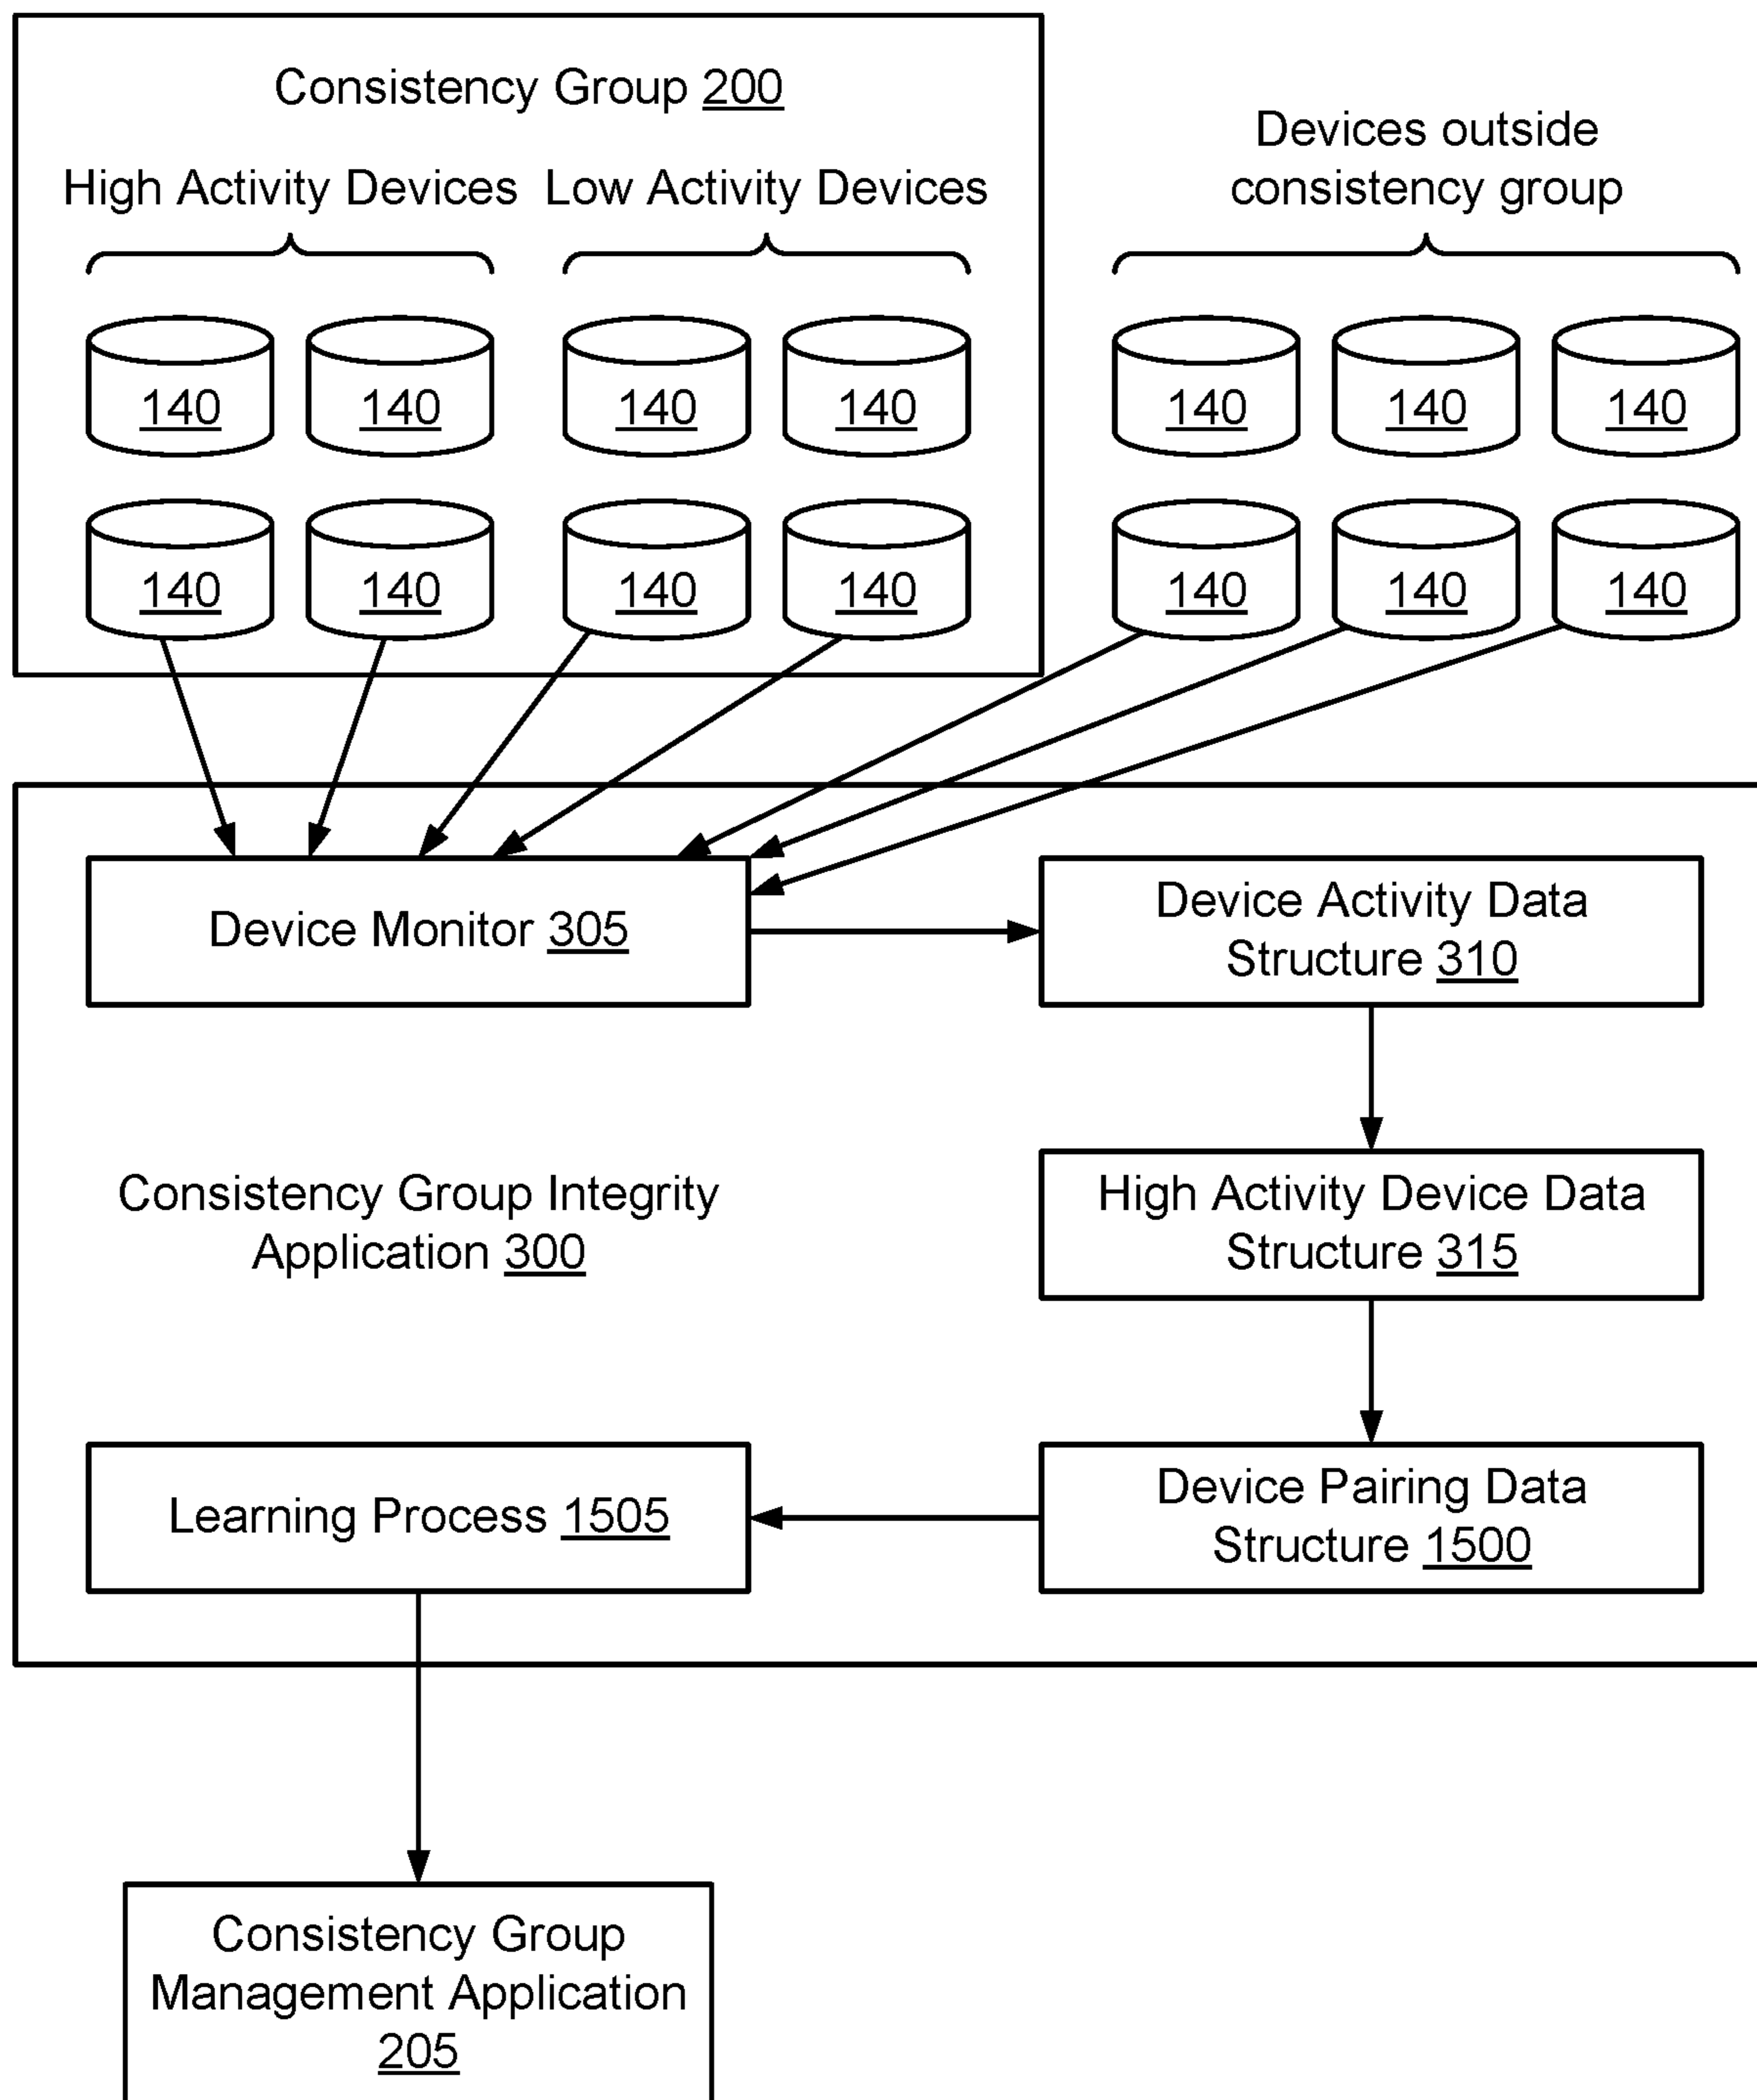 Consistency Group 200
High Activity Devices
Low Activity Devices
Devices outside
consistency group
140
140
140
140
140
140
140
140
140
140
140
140
140
140
Device Monitor 305
Device Activity Data
Structure 310
Consistency Group Integrity
Application 300
High Activity Device Data
Structure 315
Learning Process 1505
Device Pairing Data
Structure 1500
Consistency Group
Management Application
205